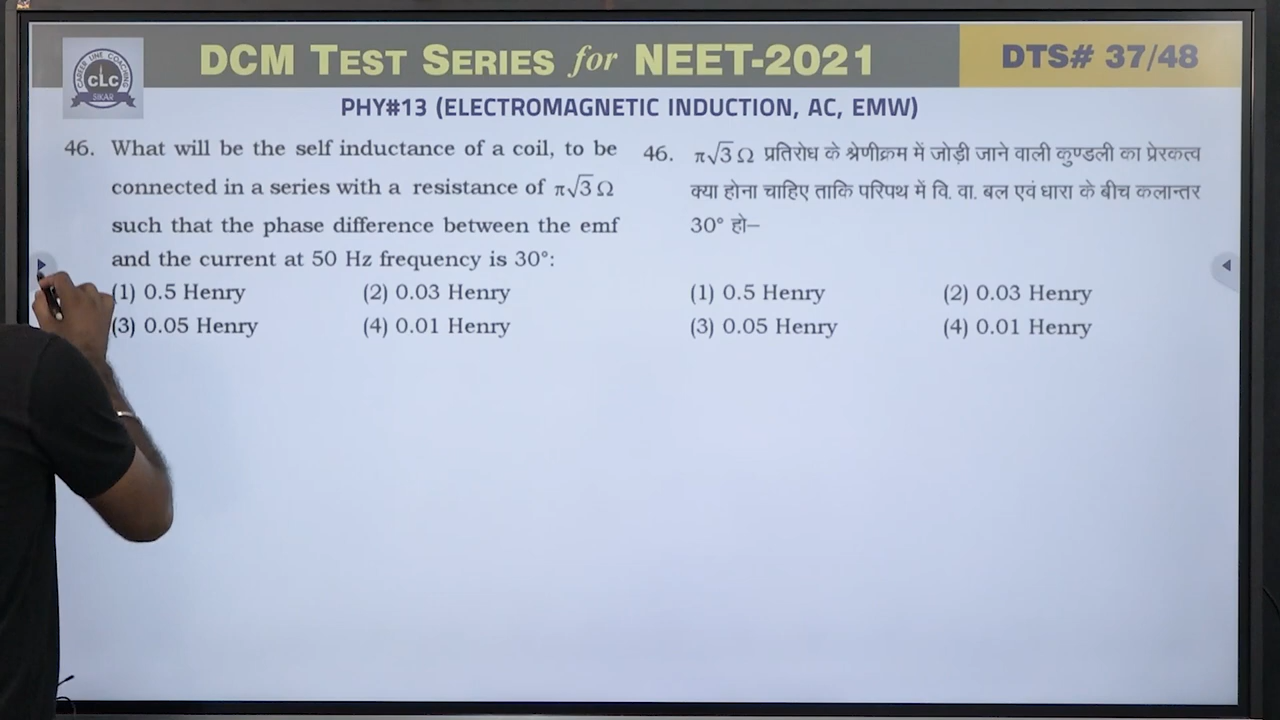 DCM TEST SERIES for NEET-2021
DTS# 37/48
CAREER LINE COACHING
CLC
SIKAR
PHY#13 (ELECTROMAGNETIC INDUCTION, AC, EMW)
46. What will be the self inductance of a coil, to be
connected in a series with a resistance of π√3 Ω
such that the phase difference between the emf
and the current at 50 Hz frequency is 30°:
(1) 0.5 Henry (2) 0.03 Henry
(3) 0.05 Henry (4) 0.01 Henry
46. π√3 Ω प्रतिरोध के श्रेणीक्रम में जोड़ी जाने वाली कुण्डली का प्रेरकत्व
क्या होना चाहिए ताकि परिपथ में वि. वा. बल एवं धारा के बीच कलान्तर
30° हो–
(1) 0.5 Henry (2) 0.03 Henry
(3) 0.05 Henry (4) 0.01 Henry